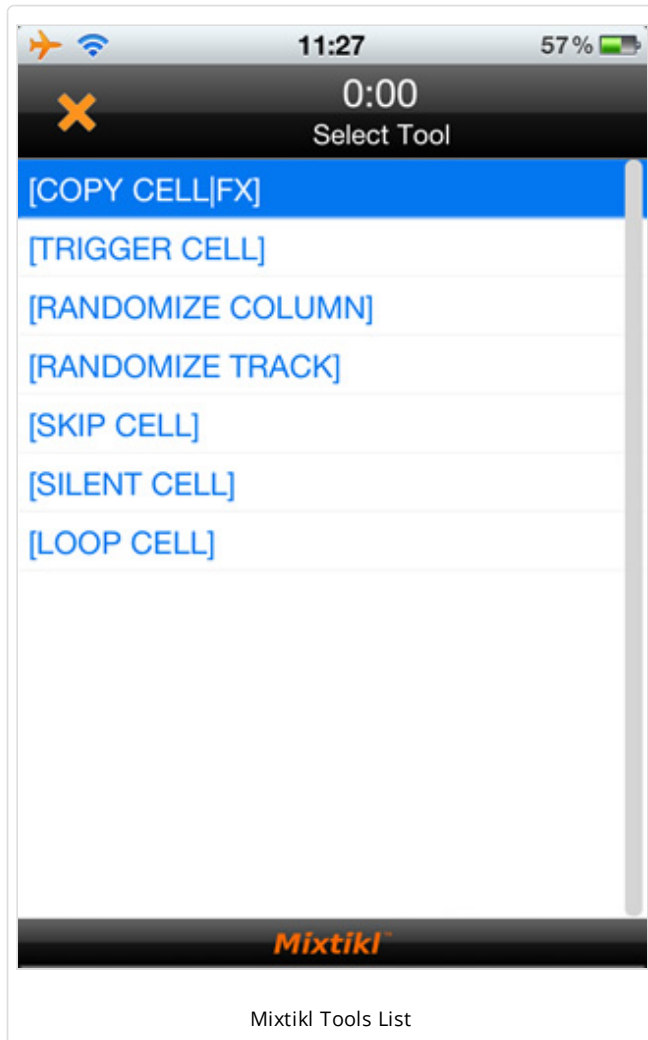 11:27 57%
0:00
Select Tool
[COPY CELL|FX]
[TRIGGER CELL]
[RANDOMIZE COLUMN]
[RANDOMIZE TRACK]
[SKIP CELL]
[SILENT CELL]
[LOOP CELL]
Mixtikl™
Mixtikl Tools List